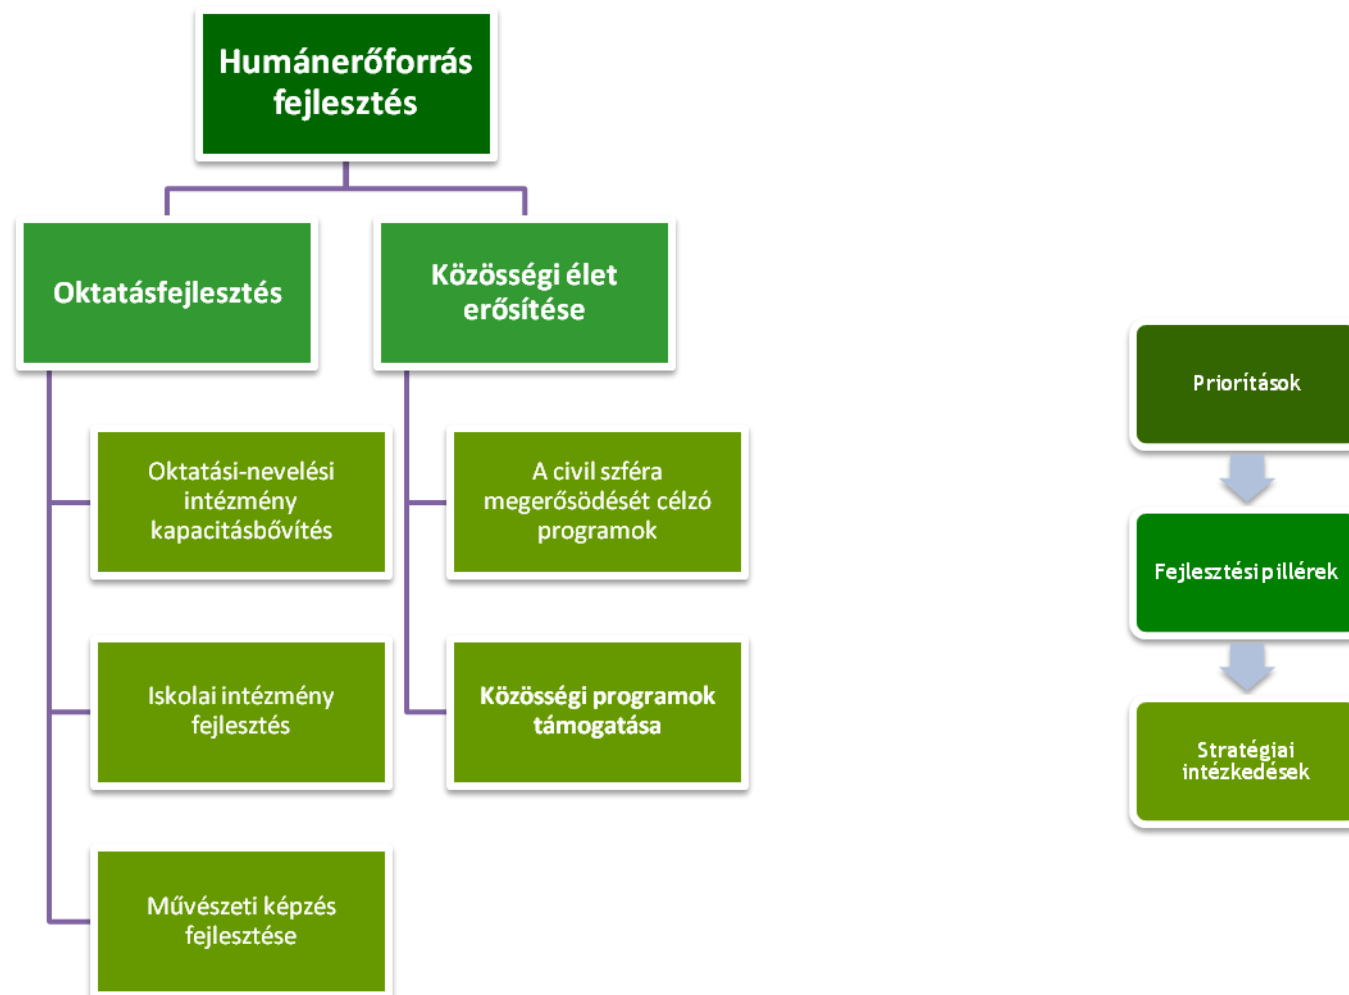 Humánerőforrás
fejlesztés
Oktatásfejlesztés
Közösségi élet
erősítése
Oktatási-nevelési
intézmény
kapacitásbővítés
A civil szféra
megerősödését célzó
programok
Iskolai intézmény
fejlesztés
Közösségi programok
támogatása
Művészeti képzés
fejlesztése
Priorítások
Fejlesztési pillérek
Stratégiai
intézkedések